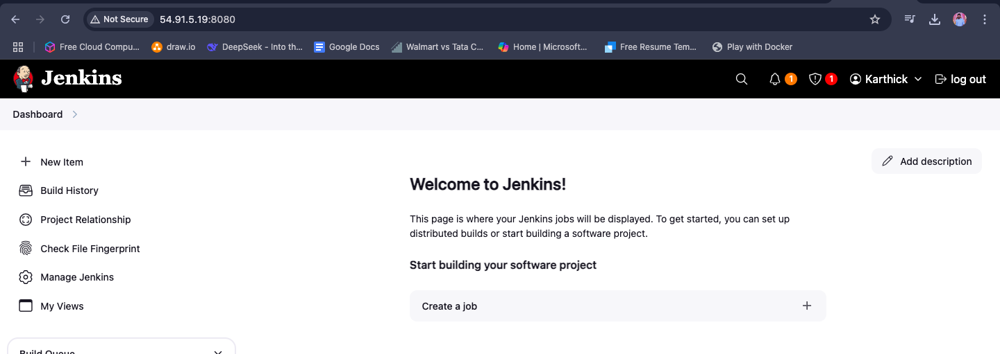 Not Secure 54.91.5.19:8080
Free Cloud Compu... draw.io DeepSeek - Into th... Google Docs Walmart vs Tata C... Home | Microsoft... Free Resume Tem... Play with Docker
Jenkins 1 1 Karthick log out
Dashboard
New Item
Build History
Project Relationship
Check File Fingerprint
Manage Jenkins
My Views
Build Queue
Add description
Welcome to Jenkins!
This page is where your Jenkins jobs will be displayed. To get started, you can set up
distributed builds or start building a software project.
Start building your software project
Create a job